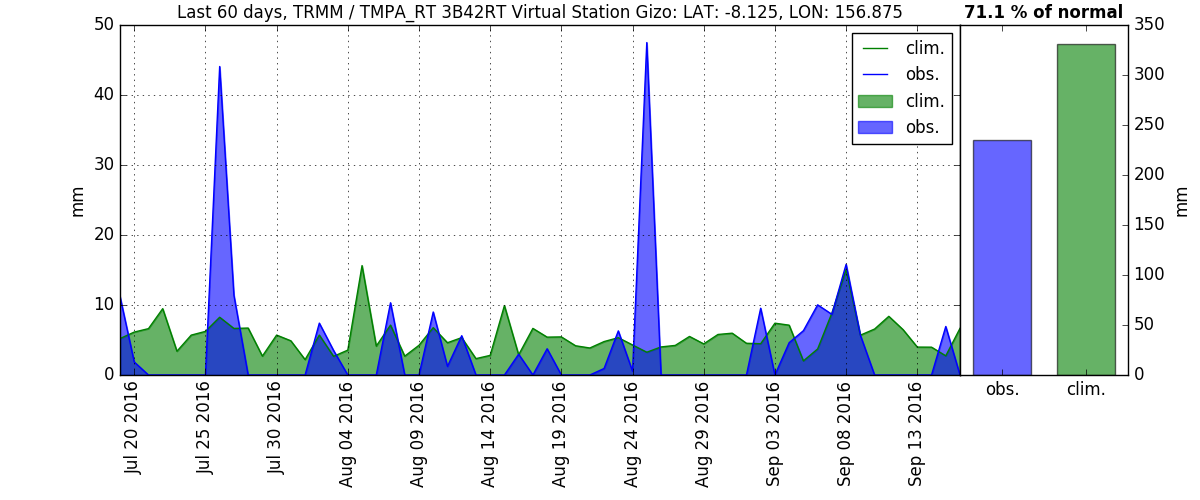 Last 60 days, TRMM / TMPA_RT 3B42RT Virtual Station Gizo: LAT: -8.125, LON: 156.875
71.1 % of normal
50
40
30
20
10
0
mm
clim.
obs.
clim.
obs.
Jul 20 2016
Jul 25 2016
Jul 30 2016
Aug 04 2016
Aug 09 2016
Aug 14 2016
Aug 19 2016
Aug 24 2016
Aug 29 2016
Sep 03 2016
Sep 08 2016
Sep 13 2016
350
300
250
200
150
100
50
0
mm
obs.
clim.